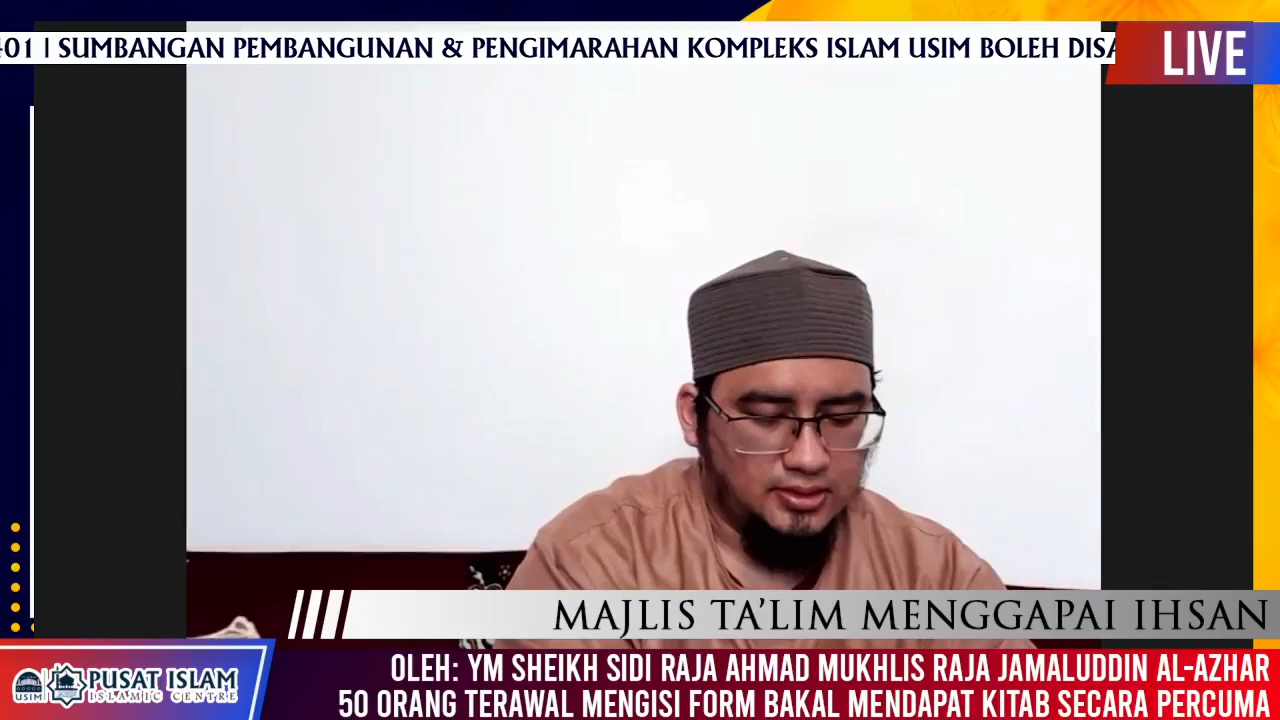 401 | SUMBANGAN PEMBANGUNAN & PENGIMARAHAN KOMPLEKS ISLAM USIM BOLEH
LIVE
MAJLIS TA'LIM MENGGAPAI IHSAN
OLEH: YM SHEIKH SIDI RAJA AHMAD MUKHLIS RAJA JAMALUDDIN AL-AZHAR
50 ORANG TERAWAL MENGISI FORM BAKAL MENDAPAT KITAB SECARA PERCUMA
USIM
PUSAT ISLAM
ISLAMIC CENTRE